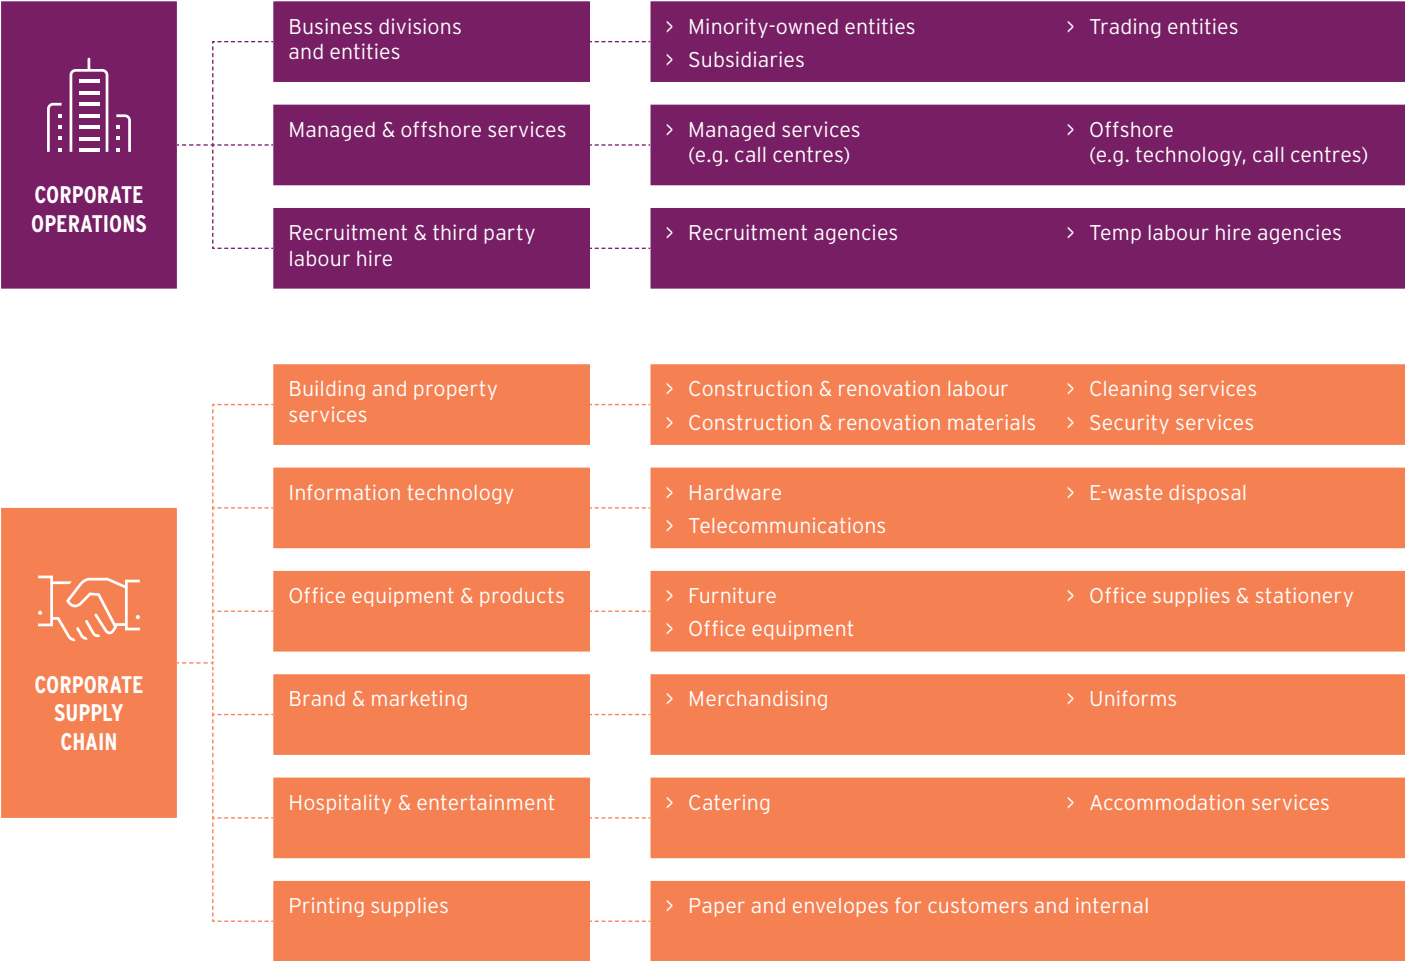 CORPORATE
OPERATIONS
Business divisions
and entities
> Minority-owned entities
> Subsidiaries
> Trading entities
Managed & offshore services
> Managed services
(e.g. call centres)
> Offshore
(e.g. technology, call centres)
Recruitment & third party
labour hire
> Recruitment agencies
> Temp labour hire agencies
CORPORATE
SUPPLY
CHAIN
Building and property
services
> Construction & renovation labour
> Construction & renovation materials
> Cleaning services
> Security services
Information technology
> Hardware
> Telecommunications
> E-waste disposal
Office equipment & products
> Furniture
> Office equipment
> Office supplies & stationery
Brand & marketing
> Merchandising
> Uniforms
Hospitality & entertainment
> Catering
> Accommodation services
Printing supplies
> Paper and envelopes for customers and internal